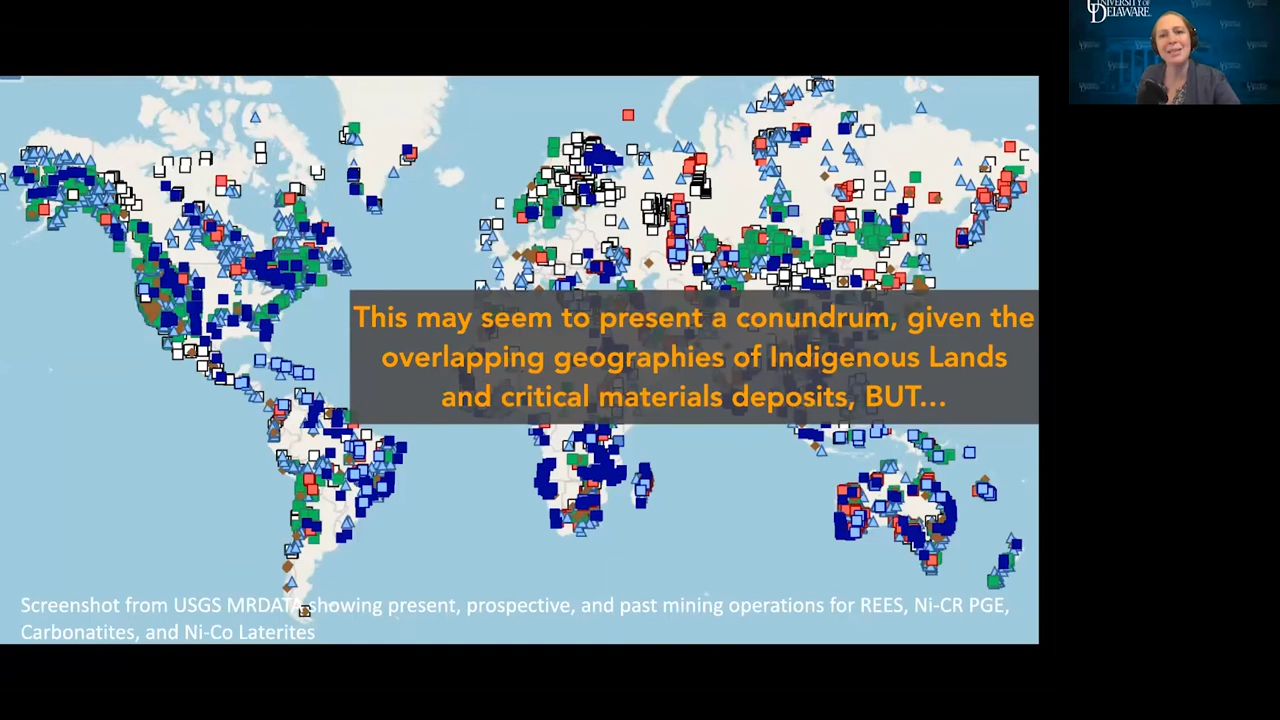 UNIVERSITY OF
DELAWARE
This may seem to present a conundrum, given the
overlapping geographies of Indigenous Lands
and critical materials deposits, BUT...
Screenshot from USGS MRDATA showing present, prospective, and past mining operations for REES, Ni-CR PGE,
Carbonatites, and Ni-Co Laterites